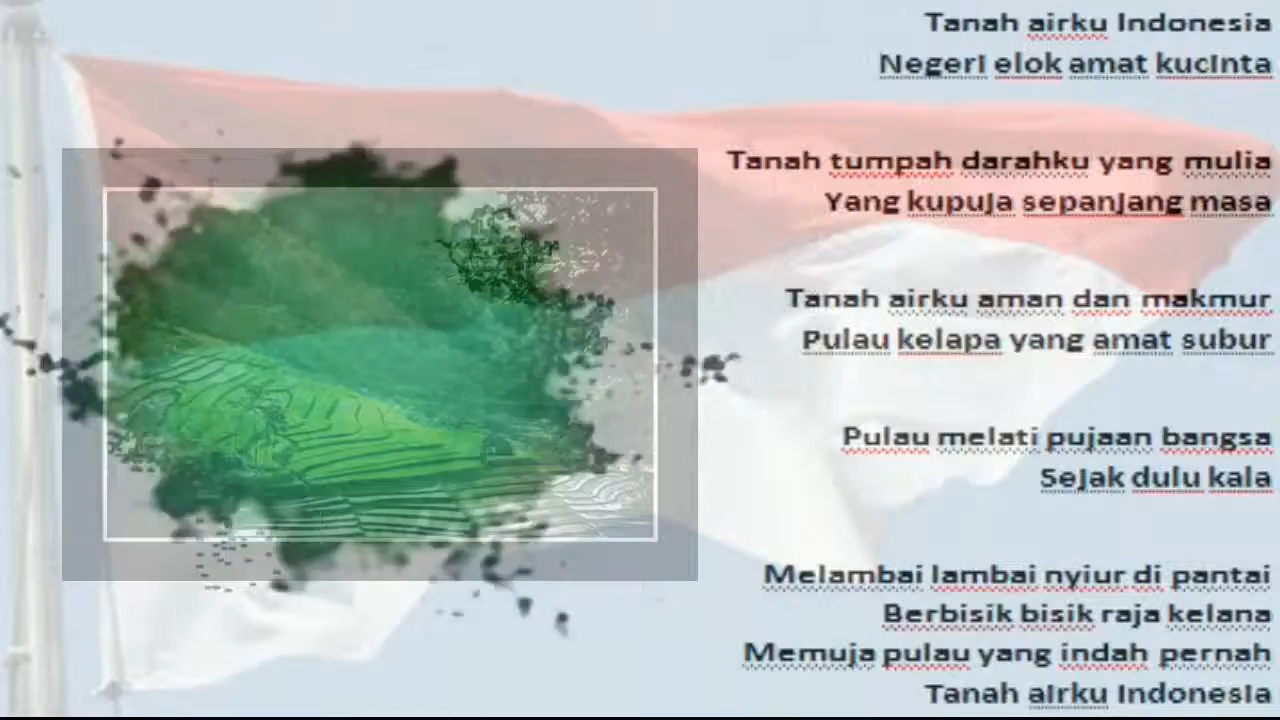 Tanah airku Indonesia
Negeri elok amat kucinta
Tanah tumpah darahku yang mulia
Yang kupuja sepanjang masa
Tanah airku aman dan makmur
Pulau kelapa yang amat subur
Pulau melati pujaan bangsa
Sejak dulu kala
Melambai lambai nyiur di pantai
Berbisik bisik raja kelana
Memuja pulau yang indah pernah
Tanah airku Indonesia